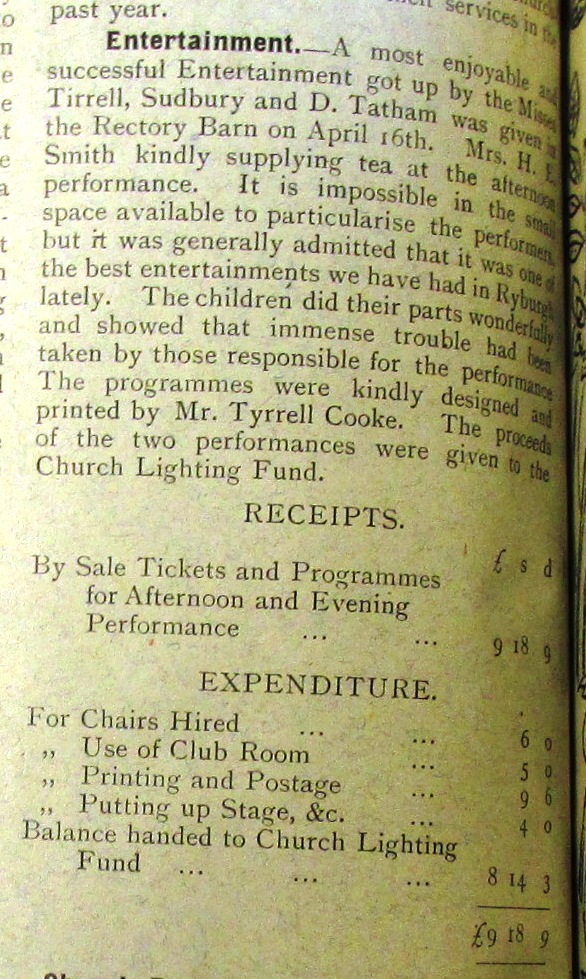 past year.
services in the
Entertainment.—A most enjoyable and
successful Entertainment got up by the Misses
Tirrell, Sudbury and D. Tatham was given in
the Rectory Barn on April 16th. Mrs. H. E.
Smith kindly supplying tea at the afternoon
performance. It is impossible in the small
space available to particularise the performers,
but it was generally admitted that it was one of
the best entertainments we have had in Ryburgh
lately. The children did their parts wonderfully
and showed that immense trouble had been
taken by those responsible for the performance
The programmes were kindly designed and
printed by Mr. Tyrrell Cooke. The proceeds
of the two performances were given to the
Church Lighting Fund.
RECEIPTS.
£ s d
By Sale Tickets and Programmes
for Afternoon and Evening
Performance ... ... 9 18 9
EXPENDITURE.
For Chairs Hired ... ... 6 0
,, Use of Club Room ... 5 0
,, Printing and Postage ... 9 6
,, Putting up Stage, &c. ... 4 0
Balance handed to Church Lighting
Fund ... ... ... 8 14 3
£9 18 9